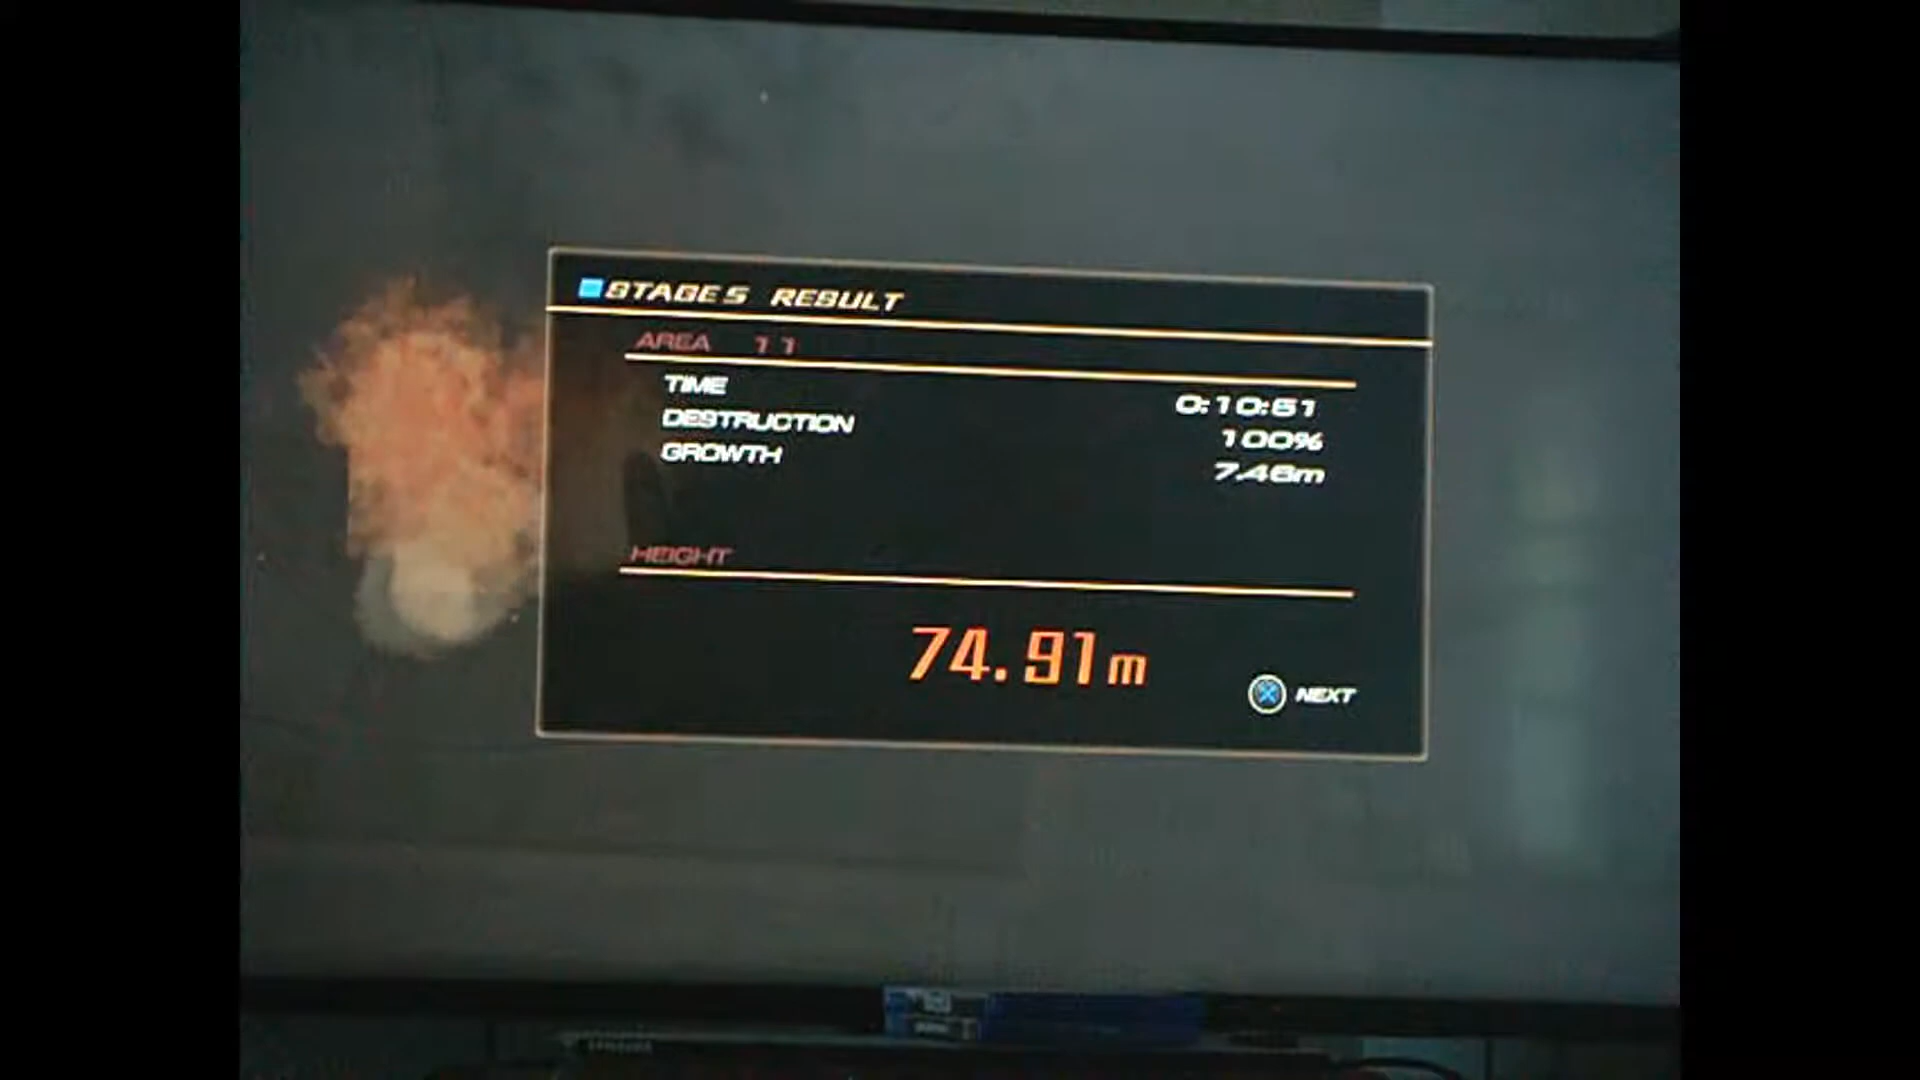 STAGE 5 RESULT
AREA 11
TIME 0:10:61
DESTRUCTION 100%
GROWTH 7.46m
HEIGHT
74.91m
NEXT